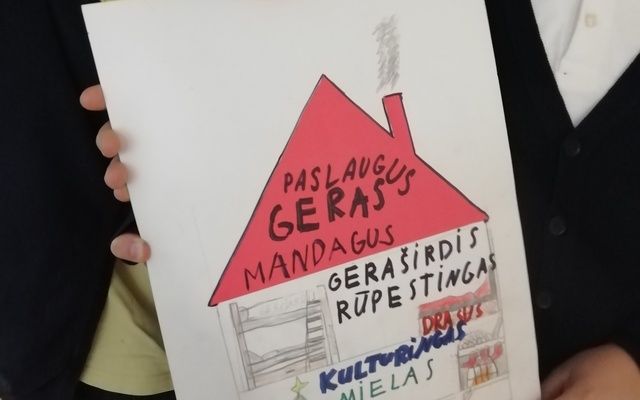 PASLAUGUS
GERAS
MANDAGUS
GERAŠIRDIS
RŪPESTINGAS
DRĄSUS
KULTŪRINGAS
MIELAS